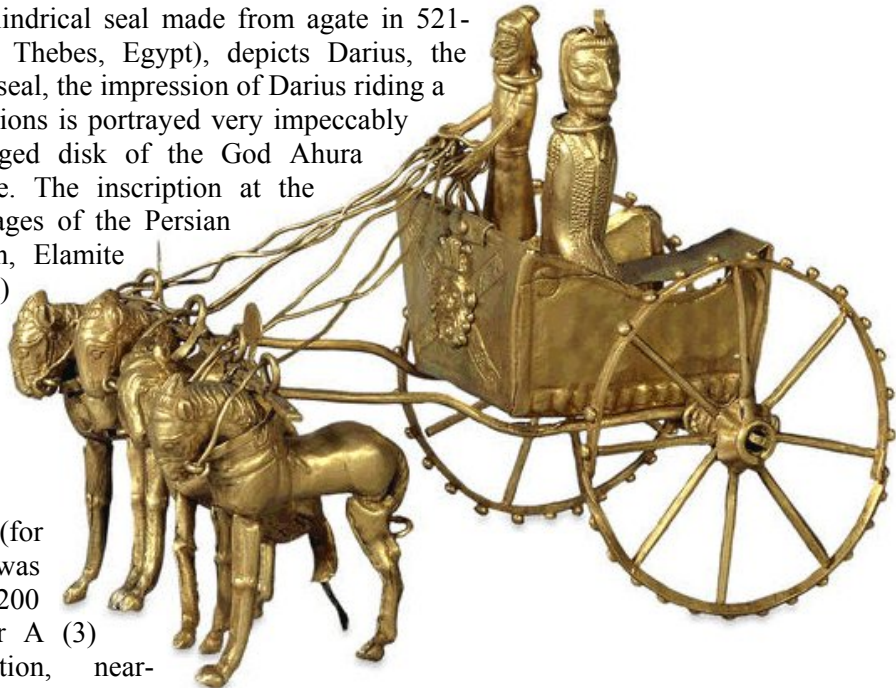 lindrical seal made from agate in 521-
Thebes, Egypt), depicts Darius, the
seal, the impression of Darius riding a
ions is portrayed very impeccably
ged disk of the God Ahura
e. The inscription at the
ages of the Persian
n, Elamite
)
(for
was
200
r A (3)
tion, near-